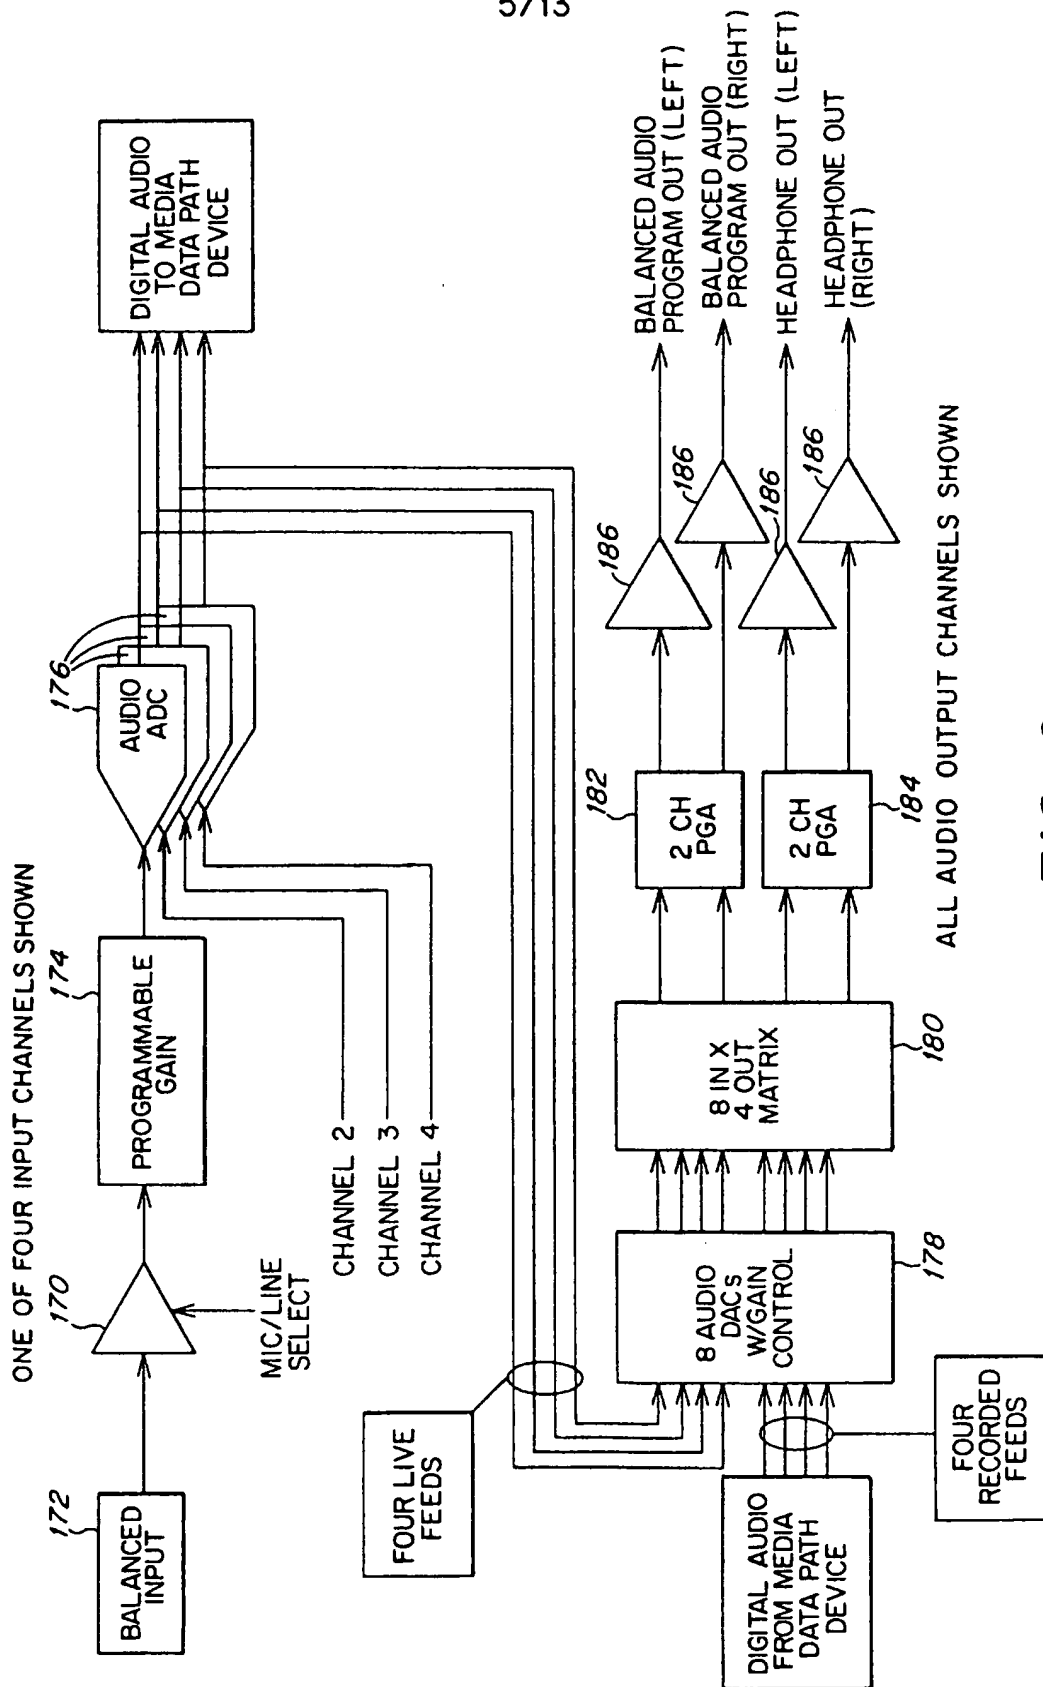 5/13
ONE OF FOUR INPUT CHANNELS SHOWN
172
BALANCED
INPUT
170
MIC/LINE
SELECT
174
PROGRAMMABLE
GAIN
176
AUDIO
ADC
DIGITAL AUDIO
TO MEDIA
DATA PATH
DEVICE
CHANNEL 2
CHANNEL 3
CHANNEL 4
FOUR LIVE
FEEDS
DIGITAL AUDIO
FROM MEDIA
DATA PATH
DEVICE
FOUR
RECORDED
FEEDS
8 AUDIO
DACs
W/GAIN
CONTROL
178
8 IN X
4 OUT
MATRIX
180
182
2 CH
PGA
2 CH
PGA
184
186
186
186
186
BALANCED AUDIO
PROGRAM OUT (LEFT)
BALANCED AUDIO
PROGRAM OUT (RIGHT)
HEADPHONE OUT (LEFT)
HEADPHONE OUT
(RIGHT)
ALL AUDIO OUTPUT CHANNELS SHOWN